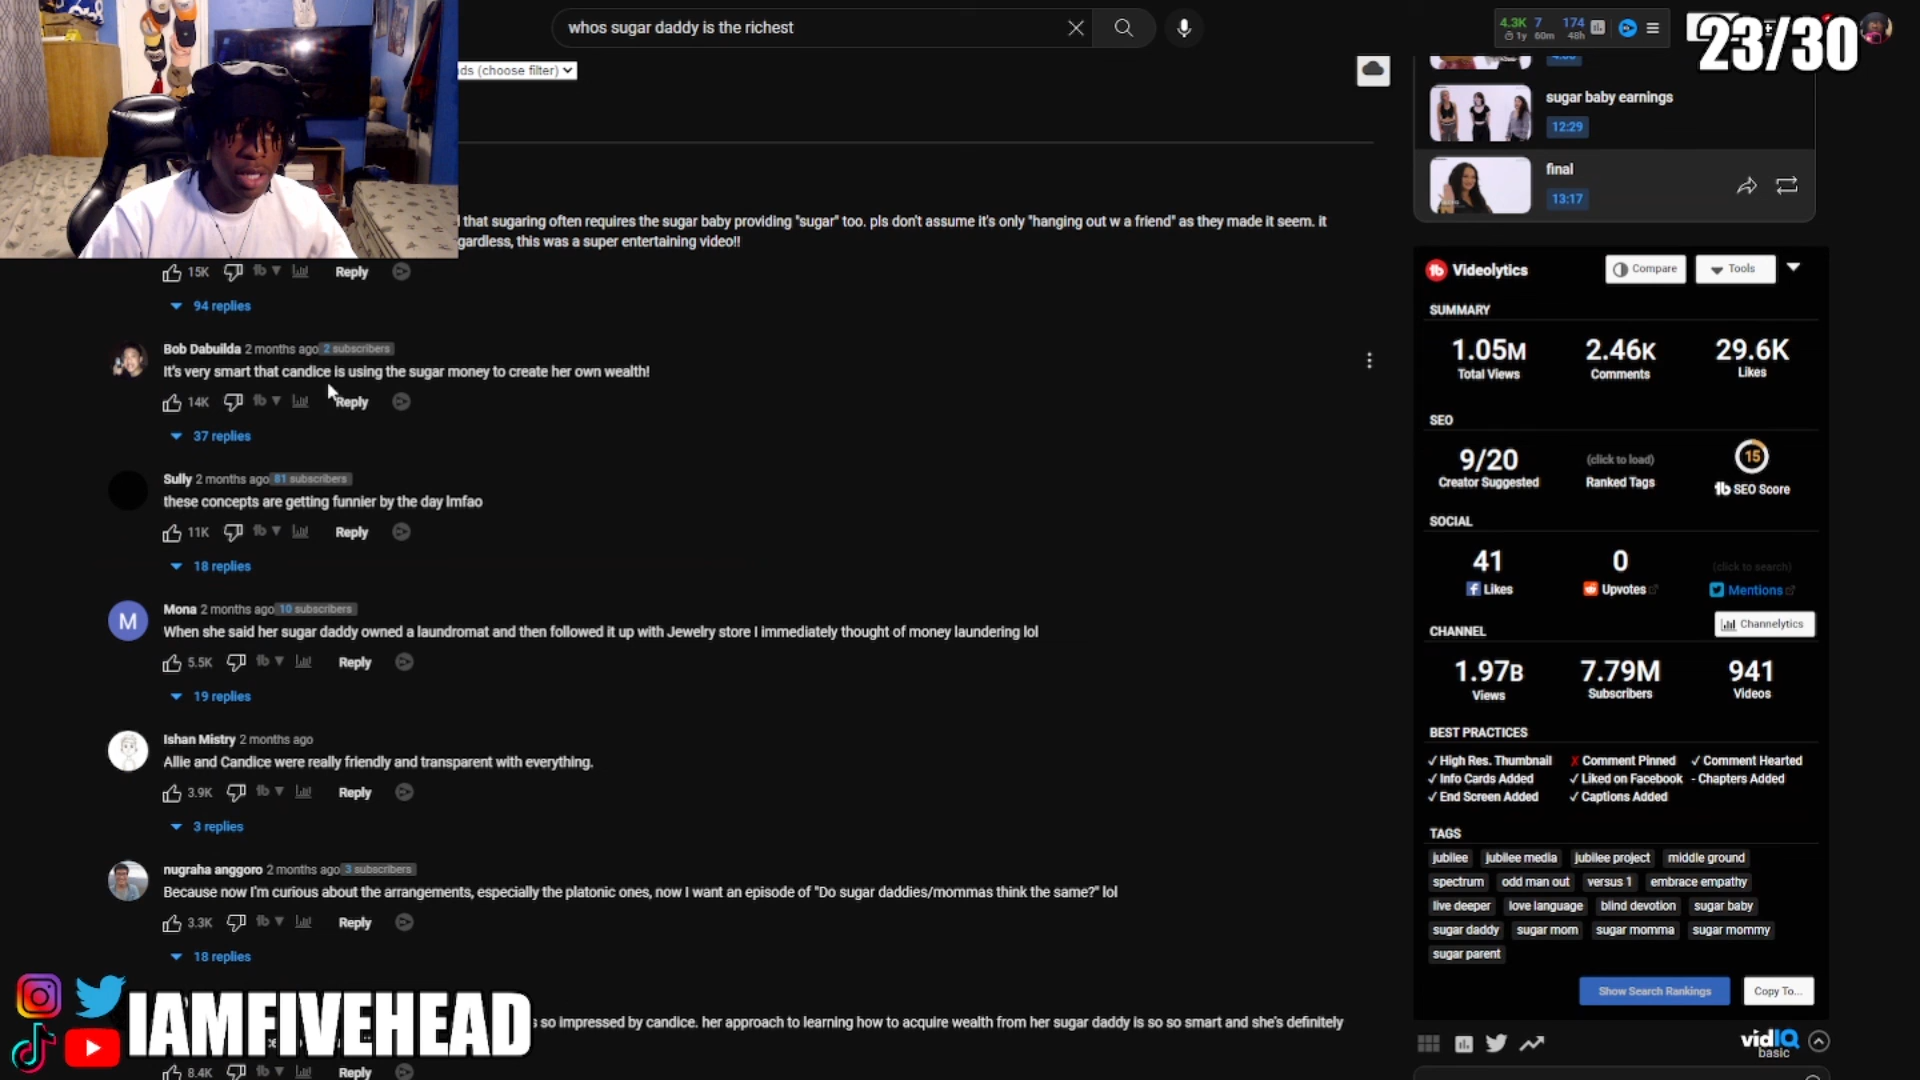 whos sugar daddy is the richest
4.3K 7 174
1y 60m 48h
23/30
ds (choose filter)
sugar baby earnings
12:29
final
13:17
that sugaring often requires the sugar baby providing "sugar" too. pls don't assume it's only "hanging out w a friend" as they made it seem. it
gardless, this was a super entertaining video!!
15K Reply
94 replies
Bob Dabuilda 2 months ago 2 subscribers
It's very smart that candice is using the sugar money to create her own wealth!
14K Reply
37 replies
Sully 2 months ago 81 subscribers
these concepts are getting funnier by the day lmfao
11K Reply
18 replies
M
Mona 2 months ago 10 subscribers
When she said her sugar daddy owned a laundromat and then followed it up with Jewelry store I immediately thought of money laundering lol
5.5K Reply
19 replies
Ishan Mistry 2 months ago
Allie and Candice were really friendly and transparent with everything.
3.9K Reply
3 replies
nugraha anggoro 2 months ago 3 subscribers
Because now I'm curious about the arrangements, especially the platonic ones, now I want an episode of "Do sugar daddies/mommas think the same?" lol
3.3K Reply
18 replies
IAMFIVEHEAD
so impressed by candice. her approach to learning how to acquire wealth from her sugar daddy is so so smart and she's definitely
8.4K Reply
Videolytics Compare Tools
SUMMARY
1.05M 2.46K 29.6K
Total Views Comments Likes
SEO
9/20 (click to load) 15
Creator Suggested Ranked Tags SEO Score
SOCIAL
41 0 (click to search)
Likes Upvotes Mentions
CHANNEL Channelytics
1.97B 7.79M 941
Views Subscribers Videos
BEST PRACTICES
✓ High Res. Thumbnail ✗ Comment Pinned ✓ Comment Hearted
✓ Info Cards Added ✓ Liked on Facebook - Chapters Added
✓ End Screen Added ✓ Captions Added
TAGS
jubilee jubilee media jubilee project middle ground
spectrum odd man out versus 1 embrace empathy
live deeper love language blind devotion sugar baby
sugar daddy sugar mom sugar momma sugar mommy
sugar parent
Show Search Rankings Copy To...
vidIQ
basic